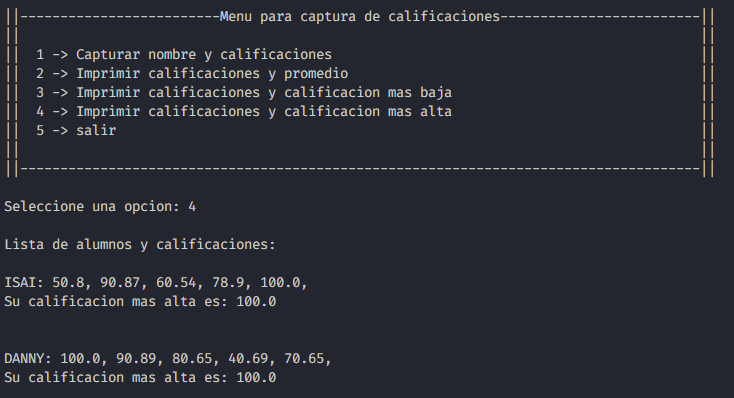 ||-------------------------Menu para captura de calificaciones-------------------------||
||                                                                                     ||
||  1 -> Capturar nombre y calificaciones                                              ||
||  2 -> Imprimir calificaciones y promedio                                            ||
||  3 -> Imprimir calificaciones y calificacion mas baja                               ||
||  4 -> Imprimir calificaciones y calificacion mas alta                               ||
||  5 -> salir                                                                         ||
||                                                                                     ||
||-------------------------------------------------------------------------------------||
Seleccione una opcion: 4
Lista de alumnos y calificaciones:
ISAI: 50.8, 90.87, 60.54, 78.9, 100.0,
Su calificacion mas alta es: 100.0
DANNY: 100.0, 90.89, 80.65, 40.69, 70.65,
Su calificacion mas alta es: 100.0